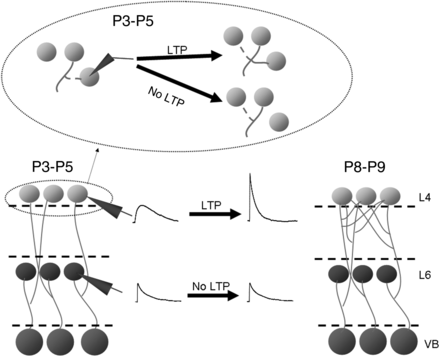 P3-P5
LTP
No LTP
P3-P5
P8-P9
L4
LTP
L6
No LTP
VB